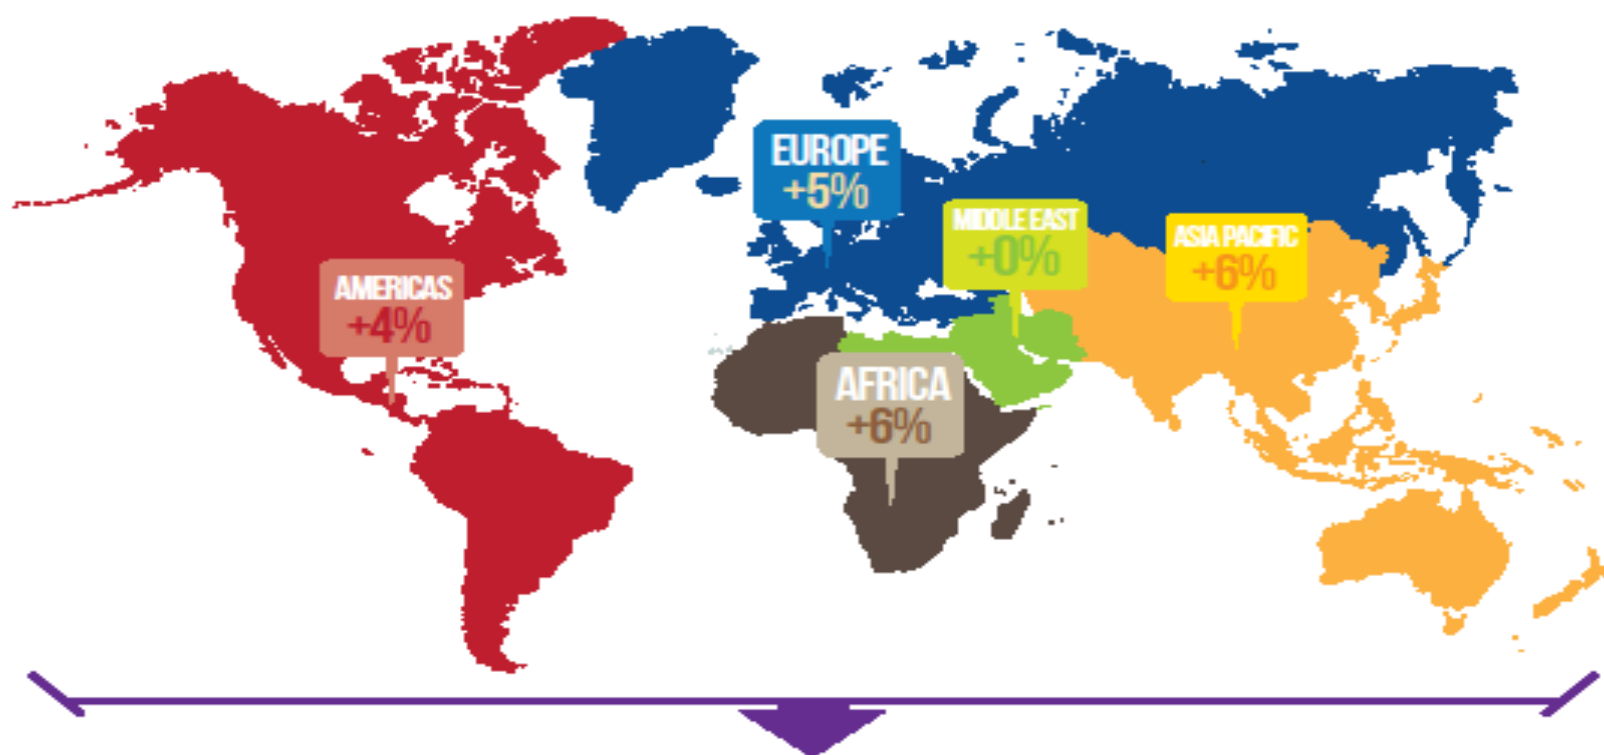 EUROPE
+5%
MIDDLE EAST
+0%
ASIA PACIFIC
+6%
AMERICAS
+4%
AFRICA
+6%